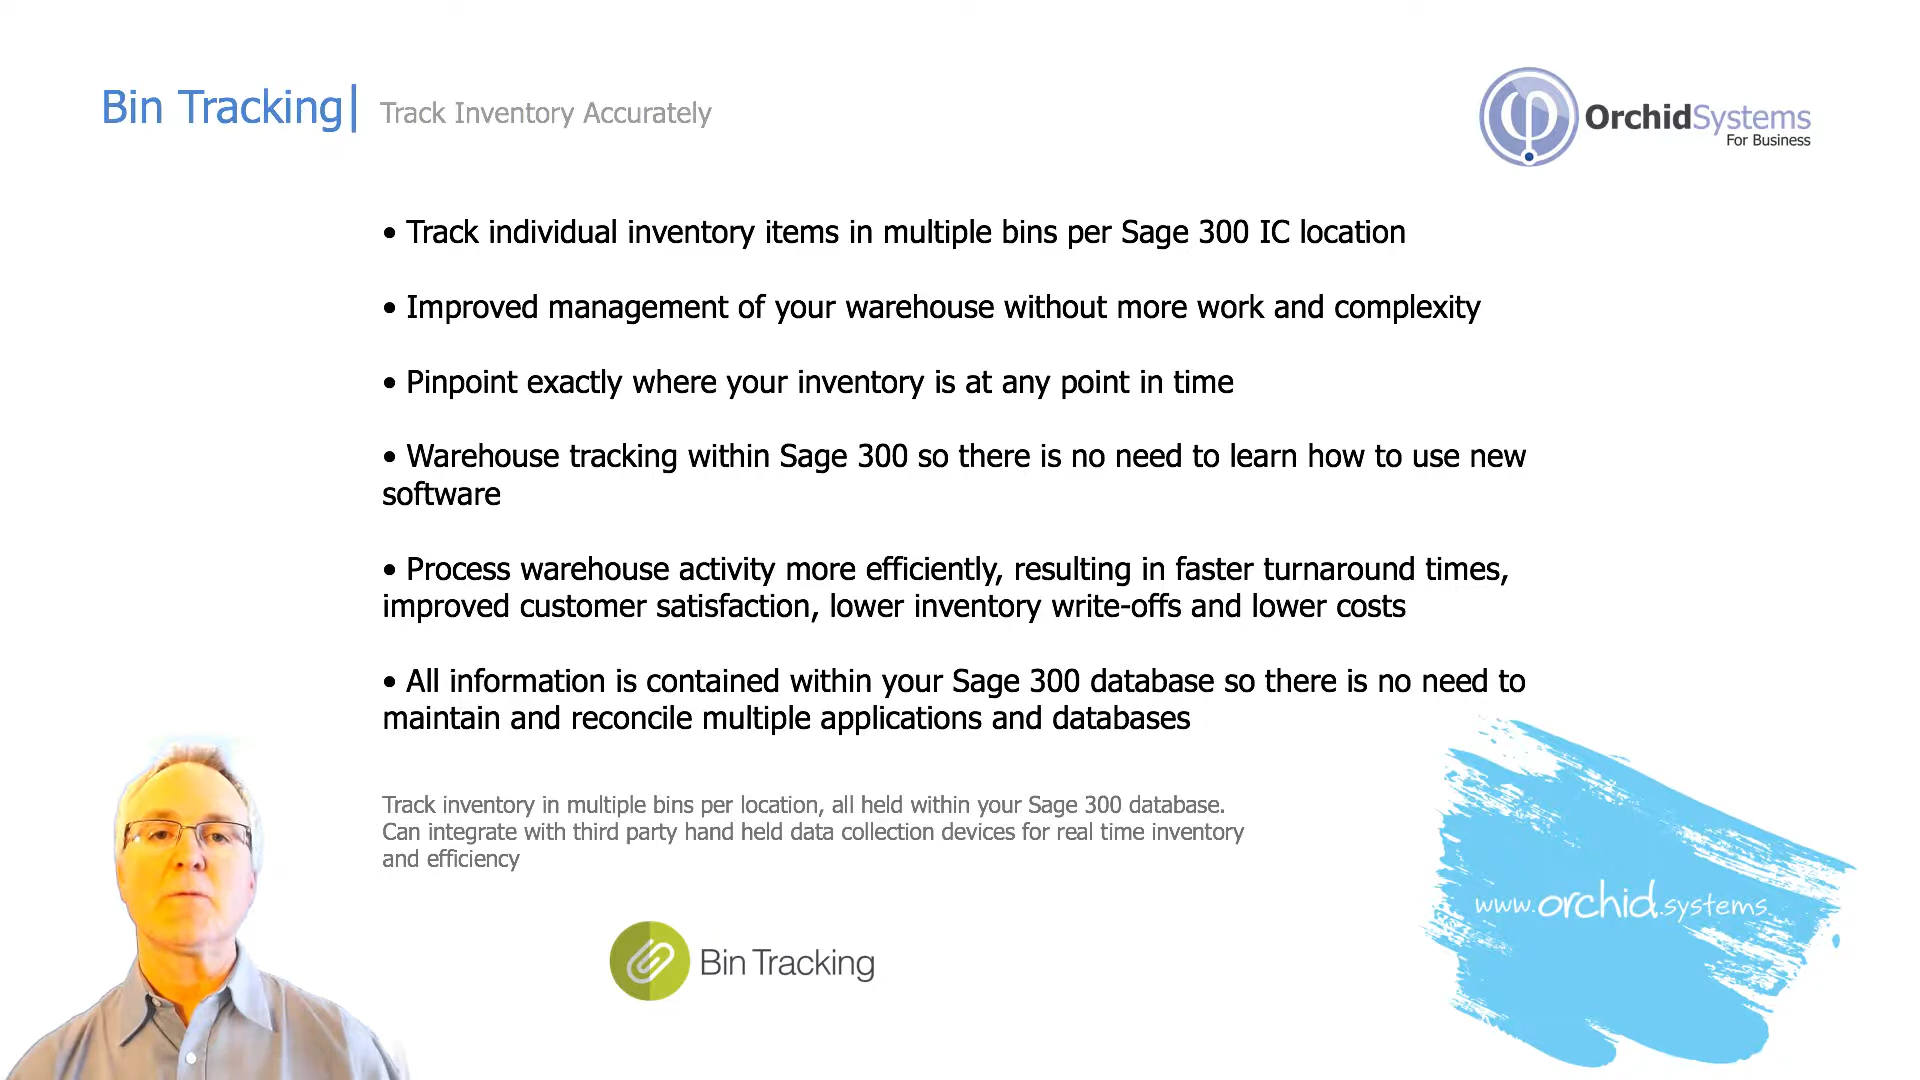 Bin Tracking| Track Inventory Accurately
OrchidSystems
For Business
• Track individual inventory items in multiple bins per Sage 300 IC location
• Improved management of your warehouse without more work and complexity
• Pinpoint exactly where your inventory is at any point in time
• Warehouse tracking within Sage 300 so there is no need to learn how to use new
software
• Process warehouse activity more efficiently, resulting in faster turnaround times,
improved customer satisfaction, lower inventory write-offs and lower costs
• All information is contained within your Sage 300 database so there is no need to
maintain and reconcile multiple applications and databases
Track inventory in multiple bins per location, all held within your Sage 300 database.
Can integrate with third party hand held data collection devices for real time inventory
and efficiency
www.orchid.systems
Bin Tracking